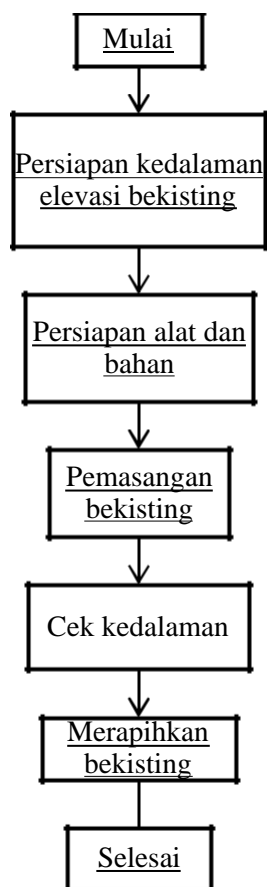 Mulai
Persiapan kedalaman
elevasi bekisting
Persiapan alat dan
bahan
Pemasangan
bekisting
Cek kedalaman
Merapihkan
bekisting
Selesai